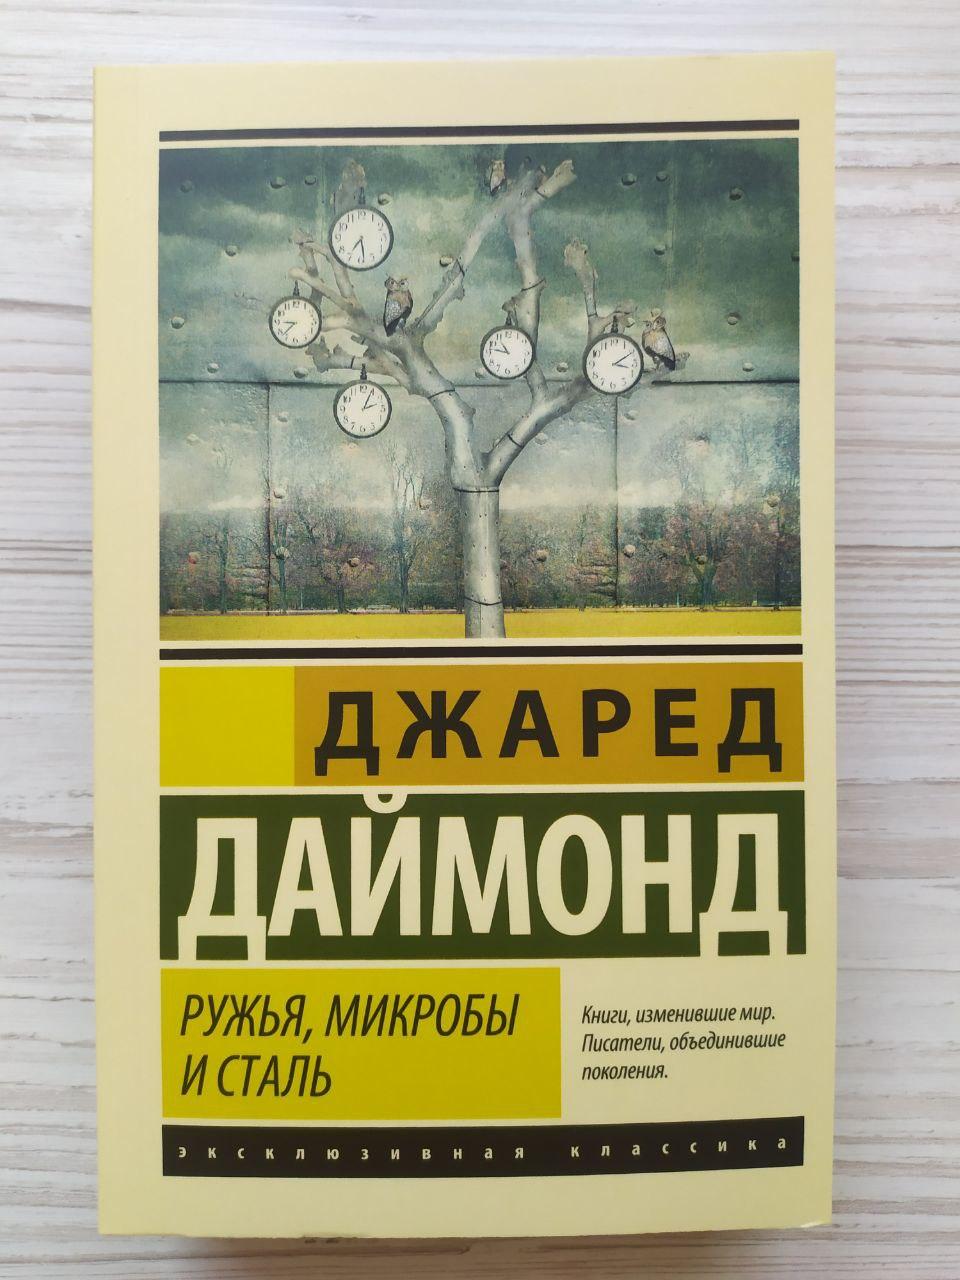 ДЖАРЕД
ДАЙМОНД
РУЖЬЯ, МИКРОБЫ
И СТАЛЬ
Книги, изменившие мир.
Писатели, объединившие
поколения.
эксклюзивная классика